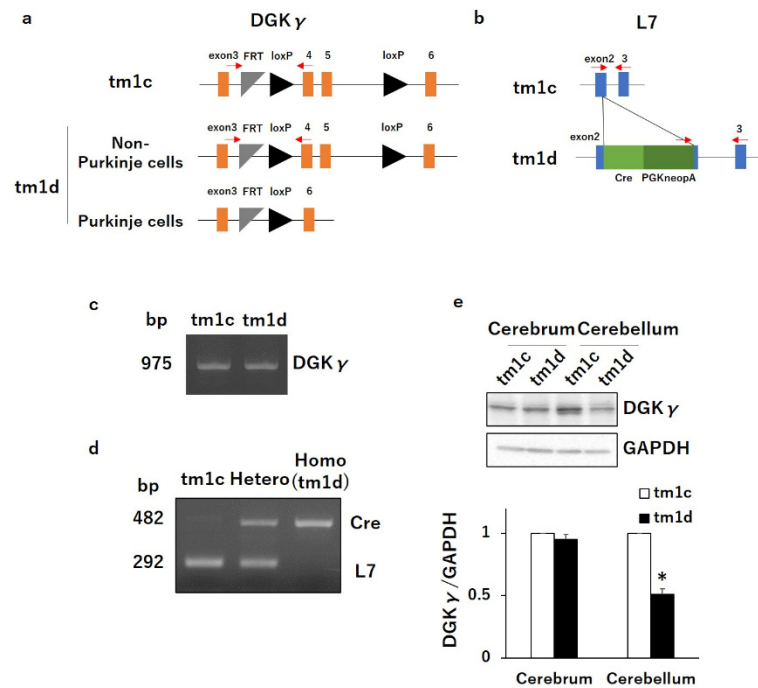 a
DGKγ
exon3 FRT loxP 4 5 6
tm1c
exon3 FRT loxP 4 5 6
Non-
Purkinje cells
tm1d
exon3 FRT loxP 6
Purkinje cells
b
L7
exon2 3
tm1c
exon2 3
tm1d
Cre PGKneopA
c
bp tm1c tm1d
975 DGKγ
d
bp tm1c Hetero Homo
(tm1d)
482 Cre
292 L7
e
Cerebrum Cerebellum
tm1c tm1d tm1c tm1d
DGKγ
GAPDH
tm1c
tm1d
DGKγ/GAPDH
1
0.5
0
*
Cerebrum Cerebellum